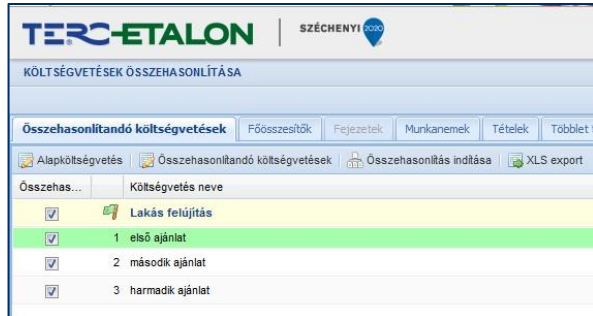 TERC-ETALON
SZÉCHENYI 2020
KÖLTSÉGVETÉSEK ÖSSZEHASONLÍTÁSA
Összehasonlítandó költségvetések Főösszesítők Fejezetek Munkanemek Tételek Többlet
Alapköltségvetés Összehasonlítandó költségvetések Összehasonlítás indítása XLS export
Összehas... Költségvetés neve
Lakás felújítás
1 első ajánlat
2 második ajánlat
3 harmadik ajánlat